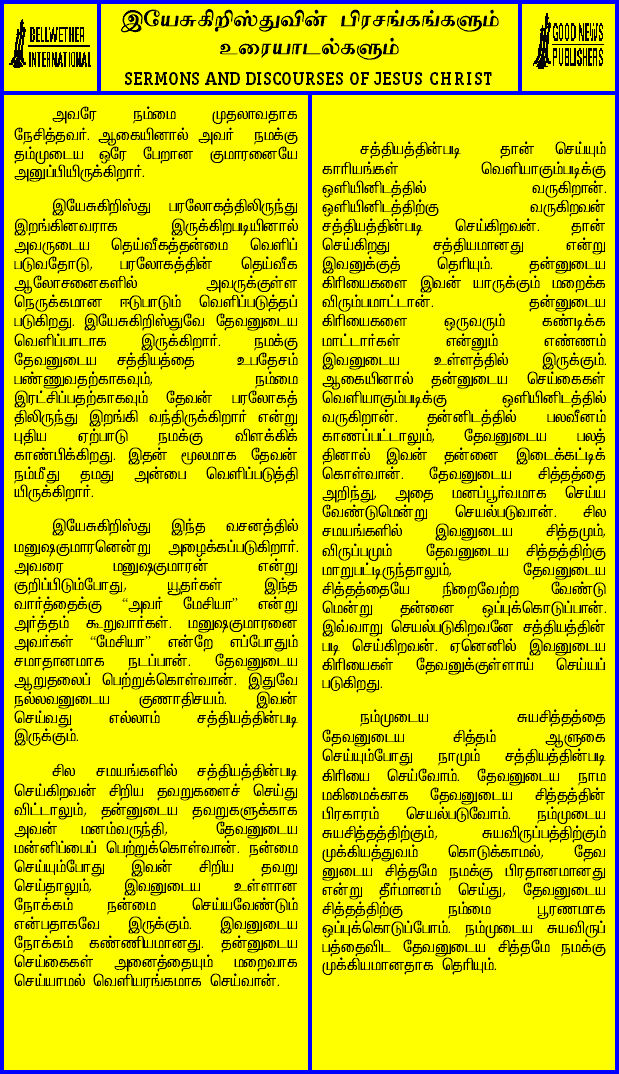 BELLWETHER
INTERNATIONAL
இயேசுகிறிஸ்துவின் பிரசங்கங்களும்
உரையாடல்களும்
SERMONS AND DISCOURSES OF JESUS CHRIST
GOOD NEWS
PUBLISHERS
அவரே நம்மை முதலாவதாக
நேசித்தவர். ஆகையினால் அவர் நமக்கு
தம்முடைய ஒரே பேறான குமாரனையே
அனுப்பியிருக்கிறார்.
இயேசுகிறிஸ்து பரலோகத்திலிருந்து
இறங்கினவராக இருக்கிறபடியினால்
அவருடைய தெய்வீகத்தன்மை வெளிப்
படுவதோடு, பரலோகத்தின் தெய்வீக
ஆலோசனைகளில் அவருக்குள்ள
நெருக்கமான ஈடுபாடும் வெளிப்படுத்தப்
படுகிறது. இயேசுகிறிஸ்துவே தேவனுடைய
வெளிப்பாடாக இருக்கிறார். நமக்கு
தேவனுடைய சத்தியத்தை உபதேசம்
பண்ணுவதற்காகவும், நம்மை
இரட்சிப்பதற்காகவும் தேவன் பரலோகத்
திலிருந்து இறங்கி வந்திருக்கிறார் என்று
புதிய ஏற்பாடு நமக்கு விளக்கிக்
காண்பிக்கிறது. இதன் மூலமாக தேவன்
நம்மீது தமது அன்பை வெளிப்படுத்தி
யிருக்கிறார்.
இயேசுகிறிஸ்து இந்த வசனத்தில்
மனுஷகுமாரனென்று அழைக்கப்படுகிறார்.
அவரை மனுஷகுமாரன் என்று
குறிப்பிடும்போது, யூதர்கள் இந்த
வார்த்தைக்கு “அவர் மேசியா” என்று
அர்த்தம் கூறுவார்கள். மனுஷகுமாரனை
அவர்கள் “மேசியா” என்றே எப்போதும்
சமாதானமாக நடப்பான். தேவனுடைய
ஆறுதலைப் பெற்றுக்கொள்வான். இதுவே
நல்லவனுடைய குணாதிசயம். இவன்
செய்வது எல்லாம் சத்தியத்தின்படி
இருக்கும்.
சில சமயங்களில் சத்தியத்தின்படி
செய்கிறவன் சிறிய தவறுகளைச் செய்து
விட்டாலும், தன்னுடைய தவறுகளுக்காக
அவன் மனம்வருந்தி, தேவனுடைய
மன்னிப்பைப் பெற்றுக்கொள்வான். நன்மை
செய்யும்போது இவன் சிறிய தவறு
செய்தாலும், இவனுடைய உள்ளான
நோக்கம் நன்மை செய்யவேண்டும்
என்பதாகவே இருக்கும். இவனுடைய
நோக்கம் கண்ணியமானது. தன்னுடைய
செய்கைகள் அனைத்தையும் மறைவாக
செய்யாமல் வெளியரங்கமாக செய்வான்.
சத்தியத்தின்படி தான் செய்யும்
காரியங்கள் வெளியாகும்படிக்கு
ஒளியினிடத்தில் வருகிறான்.
ஒளியினிடத்திற்கு வருகிறவன்
சத்தியத்தின்படி செய்கிறவன். தான்
செய்கிறது சத்தியமானது என்று
இவனுக்குத் தெரியும். தன்னுடைய
கிரியைகளை இவன் யாருக்கும் மறைக்க
விரும்பமாட்டான். தன்னுடைய
கிரியைகளை ஒருவரும் கண்டிக்க
மாட்டார்கள் என்னும் எண்ணம்
இவனுடைய உள்ளத்தில் இருக்கும்.
ஆகையினால் தன்னுடைய செய்கைகள்
வெளியாகும்படிக்கு ஒளியினிடத்தில்
வருகிறான். தன்னிடத்தில் பலவீனம்
காணப்பட்டாலும், தேவனுடைய பலத்
தினால் இவன் தன்னை இடைக்கட்டிக்
கொள்வான். தேவனுடைய சித்தத்தை
அறிந்து, அதை மனப்பூர்வமாக செய்ய
வேண்டுமென்று செயல்படுவான். சில
சமயங்களில் இவனுடைய சித்தமும்,
விருப்பமும் தேவனுடைய சித்தத்திற்கு
மாறுபட்டிருந்தாலும், தேவனுடைய
சித்தத்தையே நிறைவேற்ற வேண்டு
மென்று தன்னை ஒப்புக்கொடுப்பான்.
இவ்வாறு செயல்படுகிறவனே சத்தியத்தின்
படி செய்கிறவன். ஏனெனில் இவனுடைய
கிரியைகள் தேவனுக்குள்ளாய் செய்யப்
படுகிறது.
நம்முடைய சுயசித்தத்தை
தேவனுடைய சித்தம் ஆளுகை
செய்யும்போது நாமும் சத்தியத்தின்படி
கிரியை செய்வோம். தேவனுடைய நாம
மகிமைக்காக தேவனுடைய சித்தத்தின்
பிரகாரம் செயல்படுவோம். நம்முடைய
சுயசித்தத்திற்கும், சுயவிருப்பத்திற்கும்
முக்கியத்துவம் கொடுக்காமல், தேவ
னுடைய சித்தமே நமக்கு பிரதானமானது
என்று தீர்மானம் செய்து, தேவனுடைய
சித்தத்திற்கு நம்மை பூரணமாக
ஒப்புக்கொடுப்போம். நம்முடைய சுயவிருப்
பத்தைவிட தேவனுடைய சித்தமே நமக்கு
முக்கியமானதாக தெரியும்.